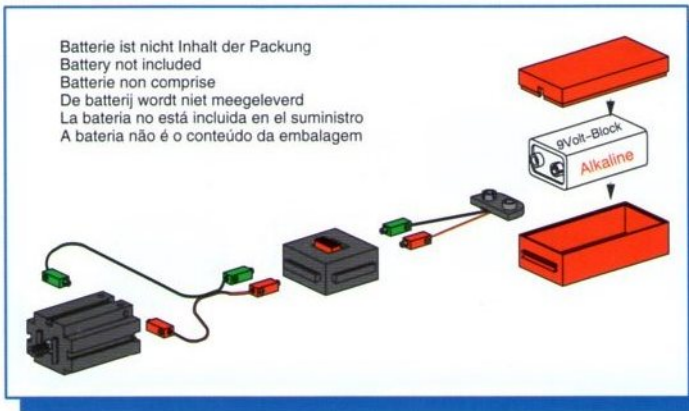 Batterie ist nicht Inhalt der Packung
Battery not included
Batterie non comprise
De batterij wordt niet meegeleverd
La bateria no está incluida en el suministro
A bateria não é o conteúdo da embalagem
9Volt-Block
Alkaline